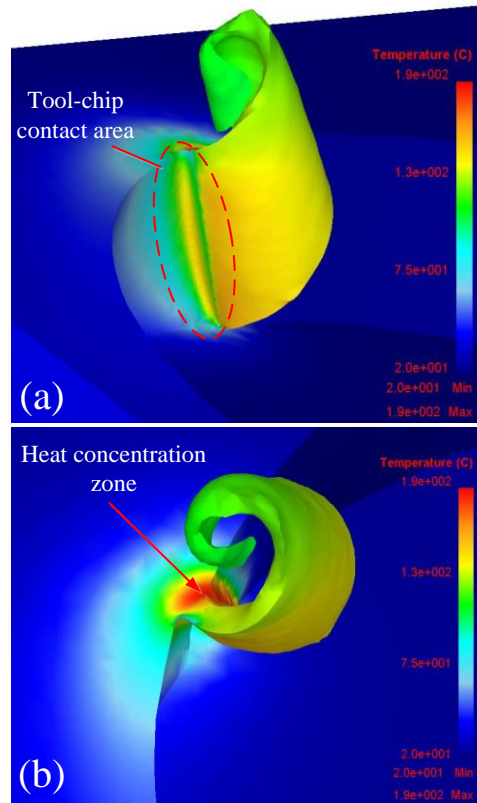 Temperature (C)
1.9e+002
Tool-chip
contact area
1.3e+002
7.5e+001
2.0e+001
2.0e+001 Min
1.9e+002 Max
(a)
Heat concentration
zone
Temperature (C)
1.9e+002
1.3e+002
7.5e+001
2.0e+001
2.0e+001 Min
1.9e+002 Max
(b)